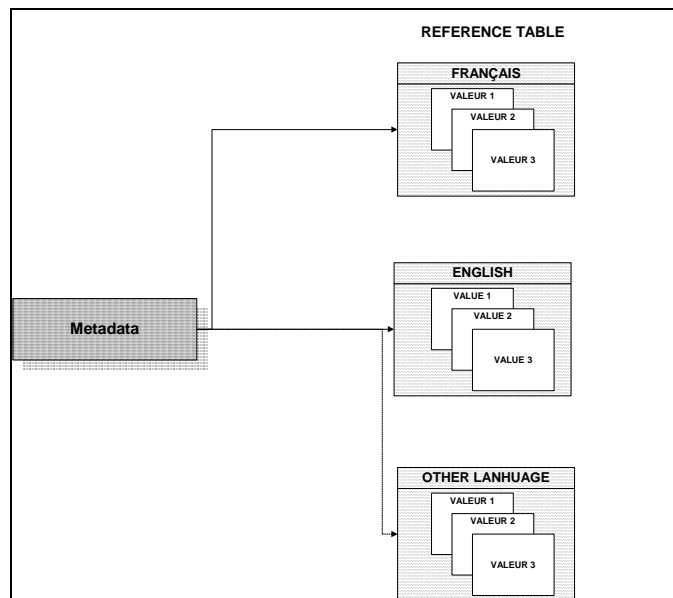 REFERENCE TABLE
FRANÇAIS
VALEUR 1
VALEUR 2
VALEUR 3
Metadata
ENGLISH
VALUE 1
VALUE 2
VALUE 3
OTHER LANHUAGE
VALEUR 1
VALEUR 2
VALEUR 3